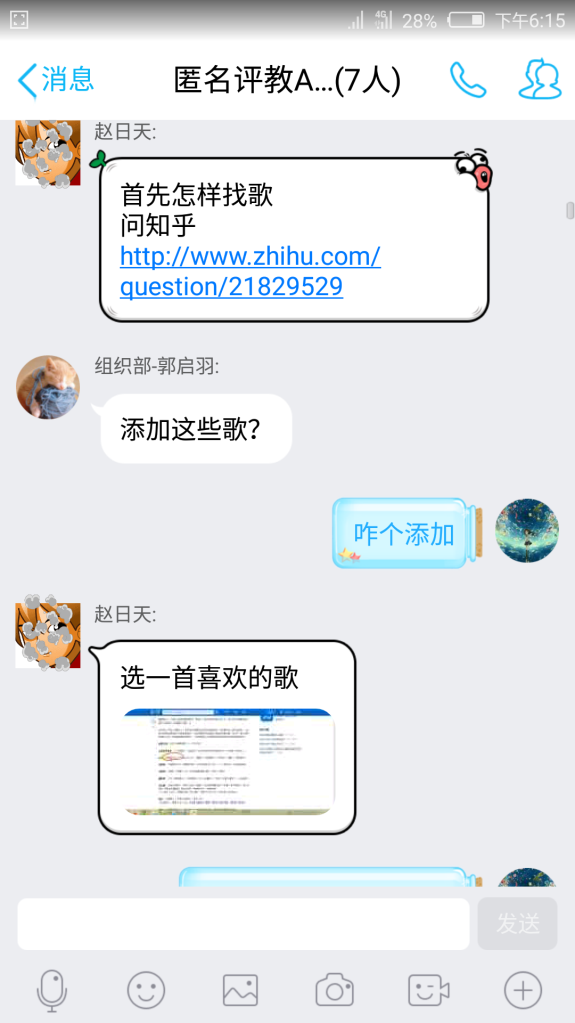 4G
28%
下午6:15
消息
匿名评教A...(7人)
赵日天:
首先怎样找歌
问知乎
http://www.zhihu.com/
question/21829529
组织部-郭启羽:
添加这些歌?
咋个添加
赵日天:
选一首喜欢的歌
发送